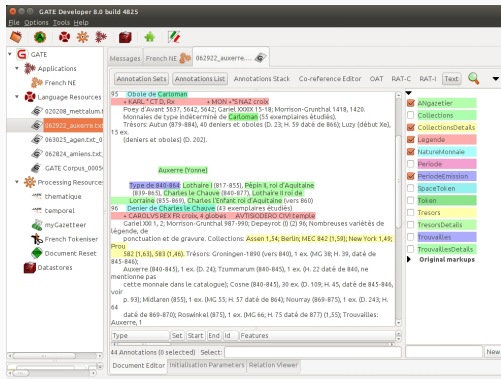 GATE Developer 8.0 build 4825
File Options Tools Help
GATE
Applications
French NE
Language Resources
020208_mettalum.t
062922_auxerre.txt
063025_agen.txt_0
062824_amiens.txt_
GATE Corpus_0005
Processing Resource
thematique
temporel
myGazetteer
French Tokeniser
Document Reset
Datastores
Messages French NE 062922_auxerre....
Annotation Sets Annotations List Annotations Stack Co-reference Editor OAT RAT-C RAT-I Text
95 Obole de Carloman
+ KARL ° CT D, Rx + MON +°S NAZ croix
Poey d'Avant 5637, 5642, 5642; Gariel XXXIX 15-18; Morrison-Grunthal 1418, 1420.
Monnaies de type indéterminé de Carloman (55 exemplaires étudiés).
Trésors: Autun (879-884), 40 deniers et oboles (D. 23; H. 59 daté de 866); Luzy (début Xe),
15 ex.
(deniers et oboles) (D. 202).
Auxerre (Yonne)
Type de 840-864: Lothaire I (817-855), Pépin II, roi d'Aquitaine
(839-865), Charles le Chauve (840-877), Lothaire II roi de
Lorraine (855-869), Charles l'Enfant roi d'Aquitaine (vers 860)
96 Denier de Charles le Chauve (43 exemplaires étudiés)
+ CAROLVS REX FR croix, 4 globes AVTISIODERO CIVI temple
Gariel XXI 1, 2; Morrison-Grunthal 987-990; Depeyrot (I) (2) 96; Nombreuses variétés de
légende, de
ponctuation et de gravure. Collections: Assen 1,54; Berlin; MEC 842 (1,59); New York 1,49;
Prou
582 (1,63), 583 (1,46). Trésors: Groningen-1890 (vers 840), 1 ex. (MG 38; H. 39, daté de
845-846);
Auxerre (840-845), 1 ex. (D. 24); Tzummarum (840-845), 1 ex. (H. 22 daté de 840, ne
mentionne pas
cette monnaie dans le catalogue); Cosne (840-845), 30 ex. (D. 109; H. 45, daté de 845-846,
voir
p. 93); Midlaren (855), 1 ex. (MG 55; H. 57 daté de 864); Nourray (869-875), 1 ex. (D. 243; H.
64
daté de 869-870); Roswinkel (875), 1 ex. (MG 66; H. 75 daté de 877) (1,55); Trouvailles:
Auxerre, 1
Type Set Start End Id Features
44 Annotations (0 selected) Select:
New
Document Editor Initialisation Parameters Relation Viewer
ANgazetier
Collections
CollectionsDetails
Legende
NatureMonnaie
Periode
PeriodeEmission
SpaceToken
Token
Tresors
TresorsDetails
Trouvailles
TrouvaillesDetails
Original markups